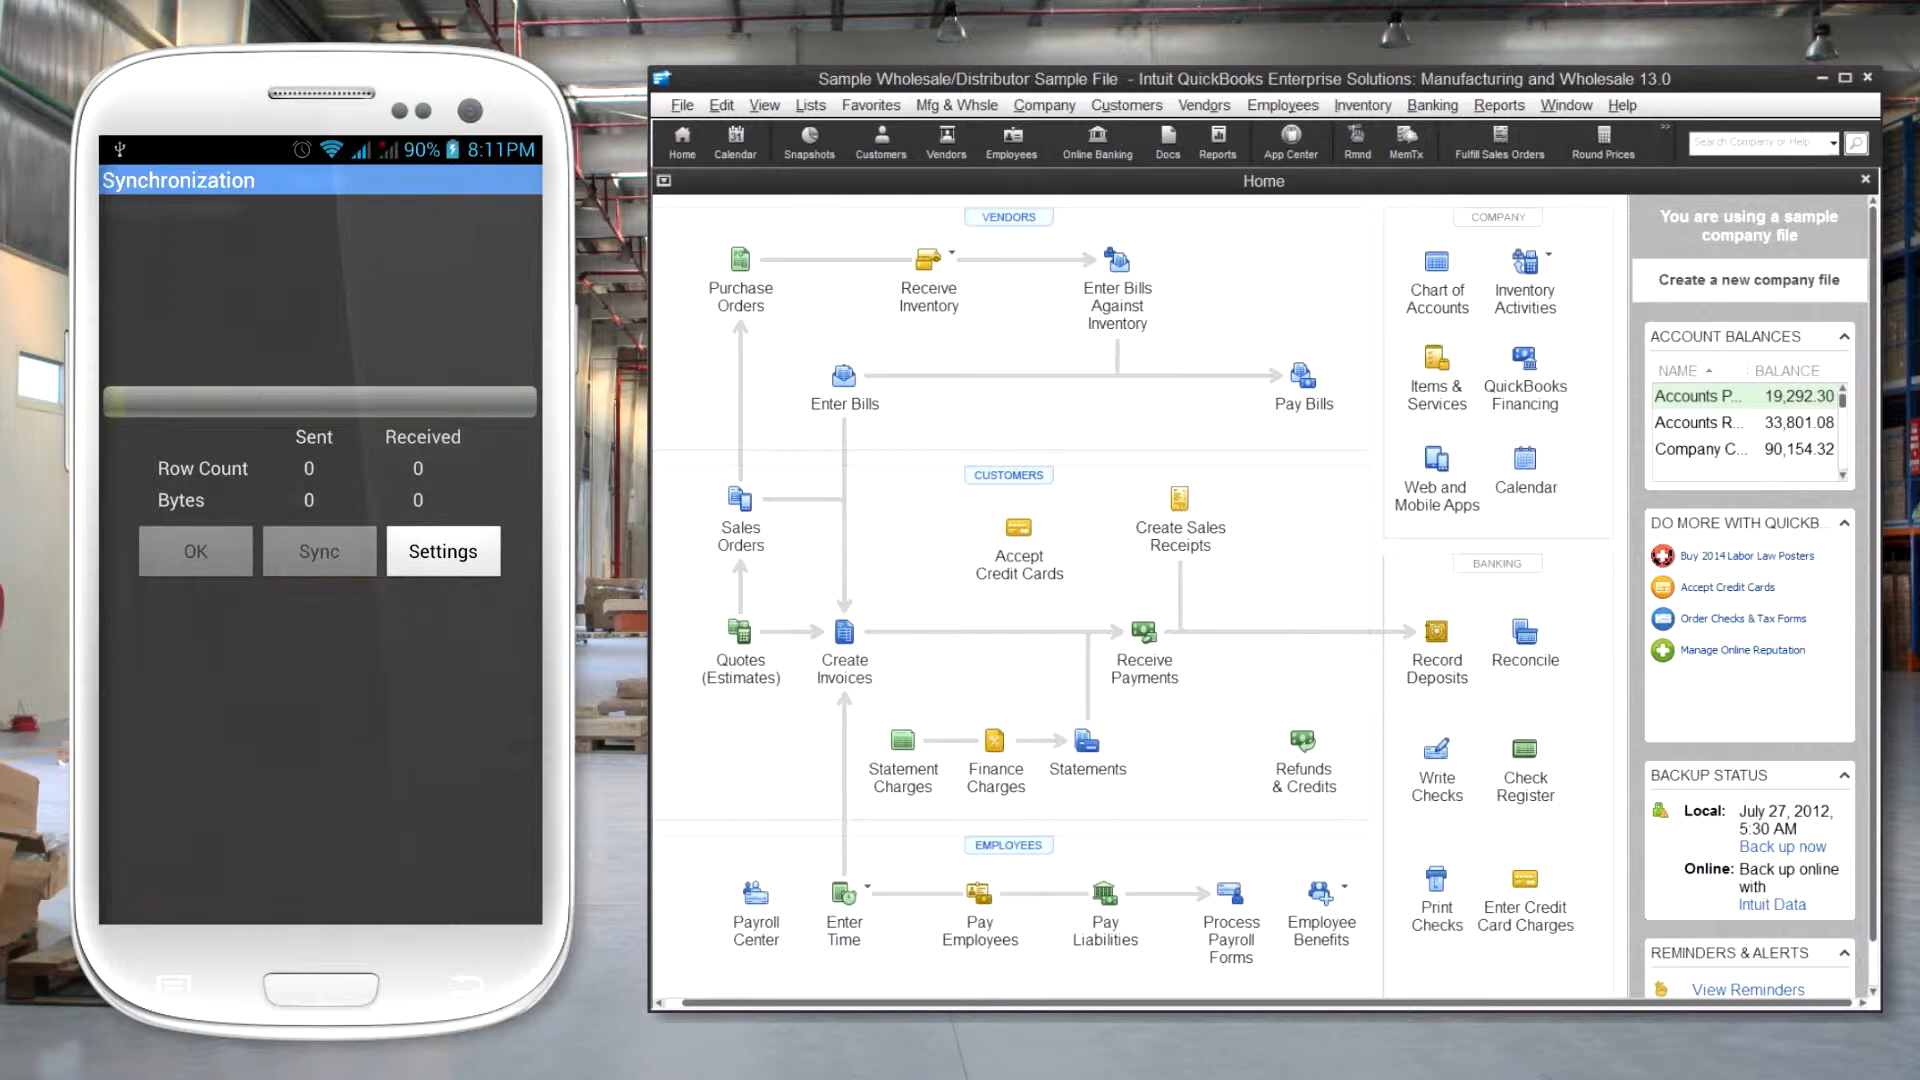 90% 8:11PM
Synchronization
Sent Received
Row Count 0 0
Bytes 0 0
OK Sync Settings
Sample Wholesale/Distributor Sample File - Intuit QuickBooks Enterprise Solutions: Manufacturing and Wholesale 13.0
File Edit View Lists Favorites Mfg & Whsle Company Customers Vendors Employees Inventory Banking Reports Window Help
Home Calendar Snapshots Customers Vendors Employees Online Banking Docs Reports App Center Rmnd MemTx Fulfill Sales Orders Round Prices
Search Company or Help
Home
VENDORS
Purchase
Orders
Receive
Inventory
Enter Bills
Against
Inventory
Enter Bills
Pay Bills
CUSTOMERS
Sales
Orders
Accept
Credit Cards
Create Sales
Receipts
Quotes
(Estimates)
Create
Invoices
Receive
Payments
Statement
Charges
Finance
Charges
Statements
Refunds
& Credits
EMPLOYEES
Payroll
Center
Enter
Time
Pay
Employees
Pay
Liabilities
Process
Payroll
Forms
Employee
Benefits
COMPANY
Chart of
Accounts
Inventory
Activities
Items &
Services
QuickBooks
Financing
Web and
Mobile Apps
Calendar
BANKING
Record
Deposits
Reconcile
Write
Checks
Check
Register
Print
Checks
Enter Credit
Card Charges
You are using a sample
company file
Create a new company file
ACCOUNT BALANCES
NAME BALANCE
Accounts P... 19,292.30
Accounts R... 33,801.08
Company C... 90,154.32
DO MORE WITH QUICKB...
Buy 2014 Labor Law Posters
Accept Credit Cards
Order Checks & Tax Forms
Manage Online Reputation
BACKUP STATUS
Local: July 27, 2012,
5:30 AM
Back up now
Online: Back up online
with
Intuit Data
REMINDERS & ALERTS
View Reminders